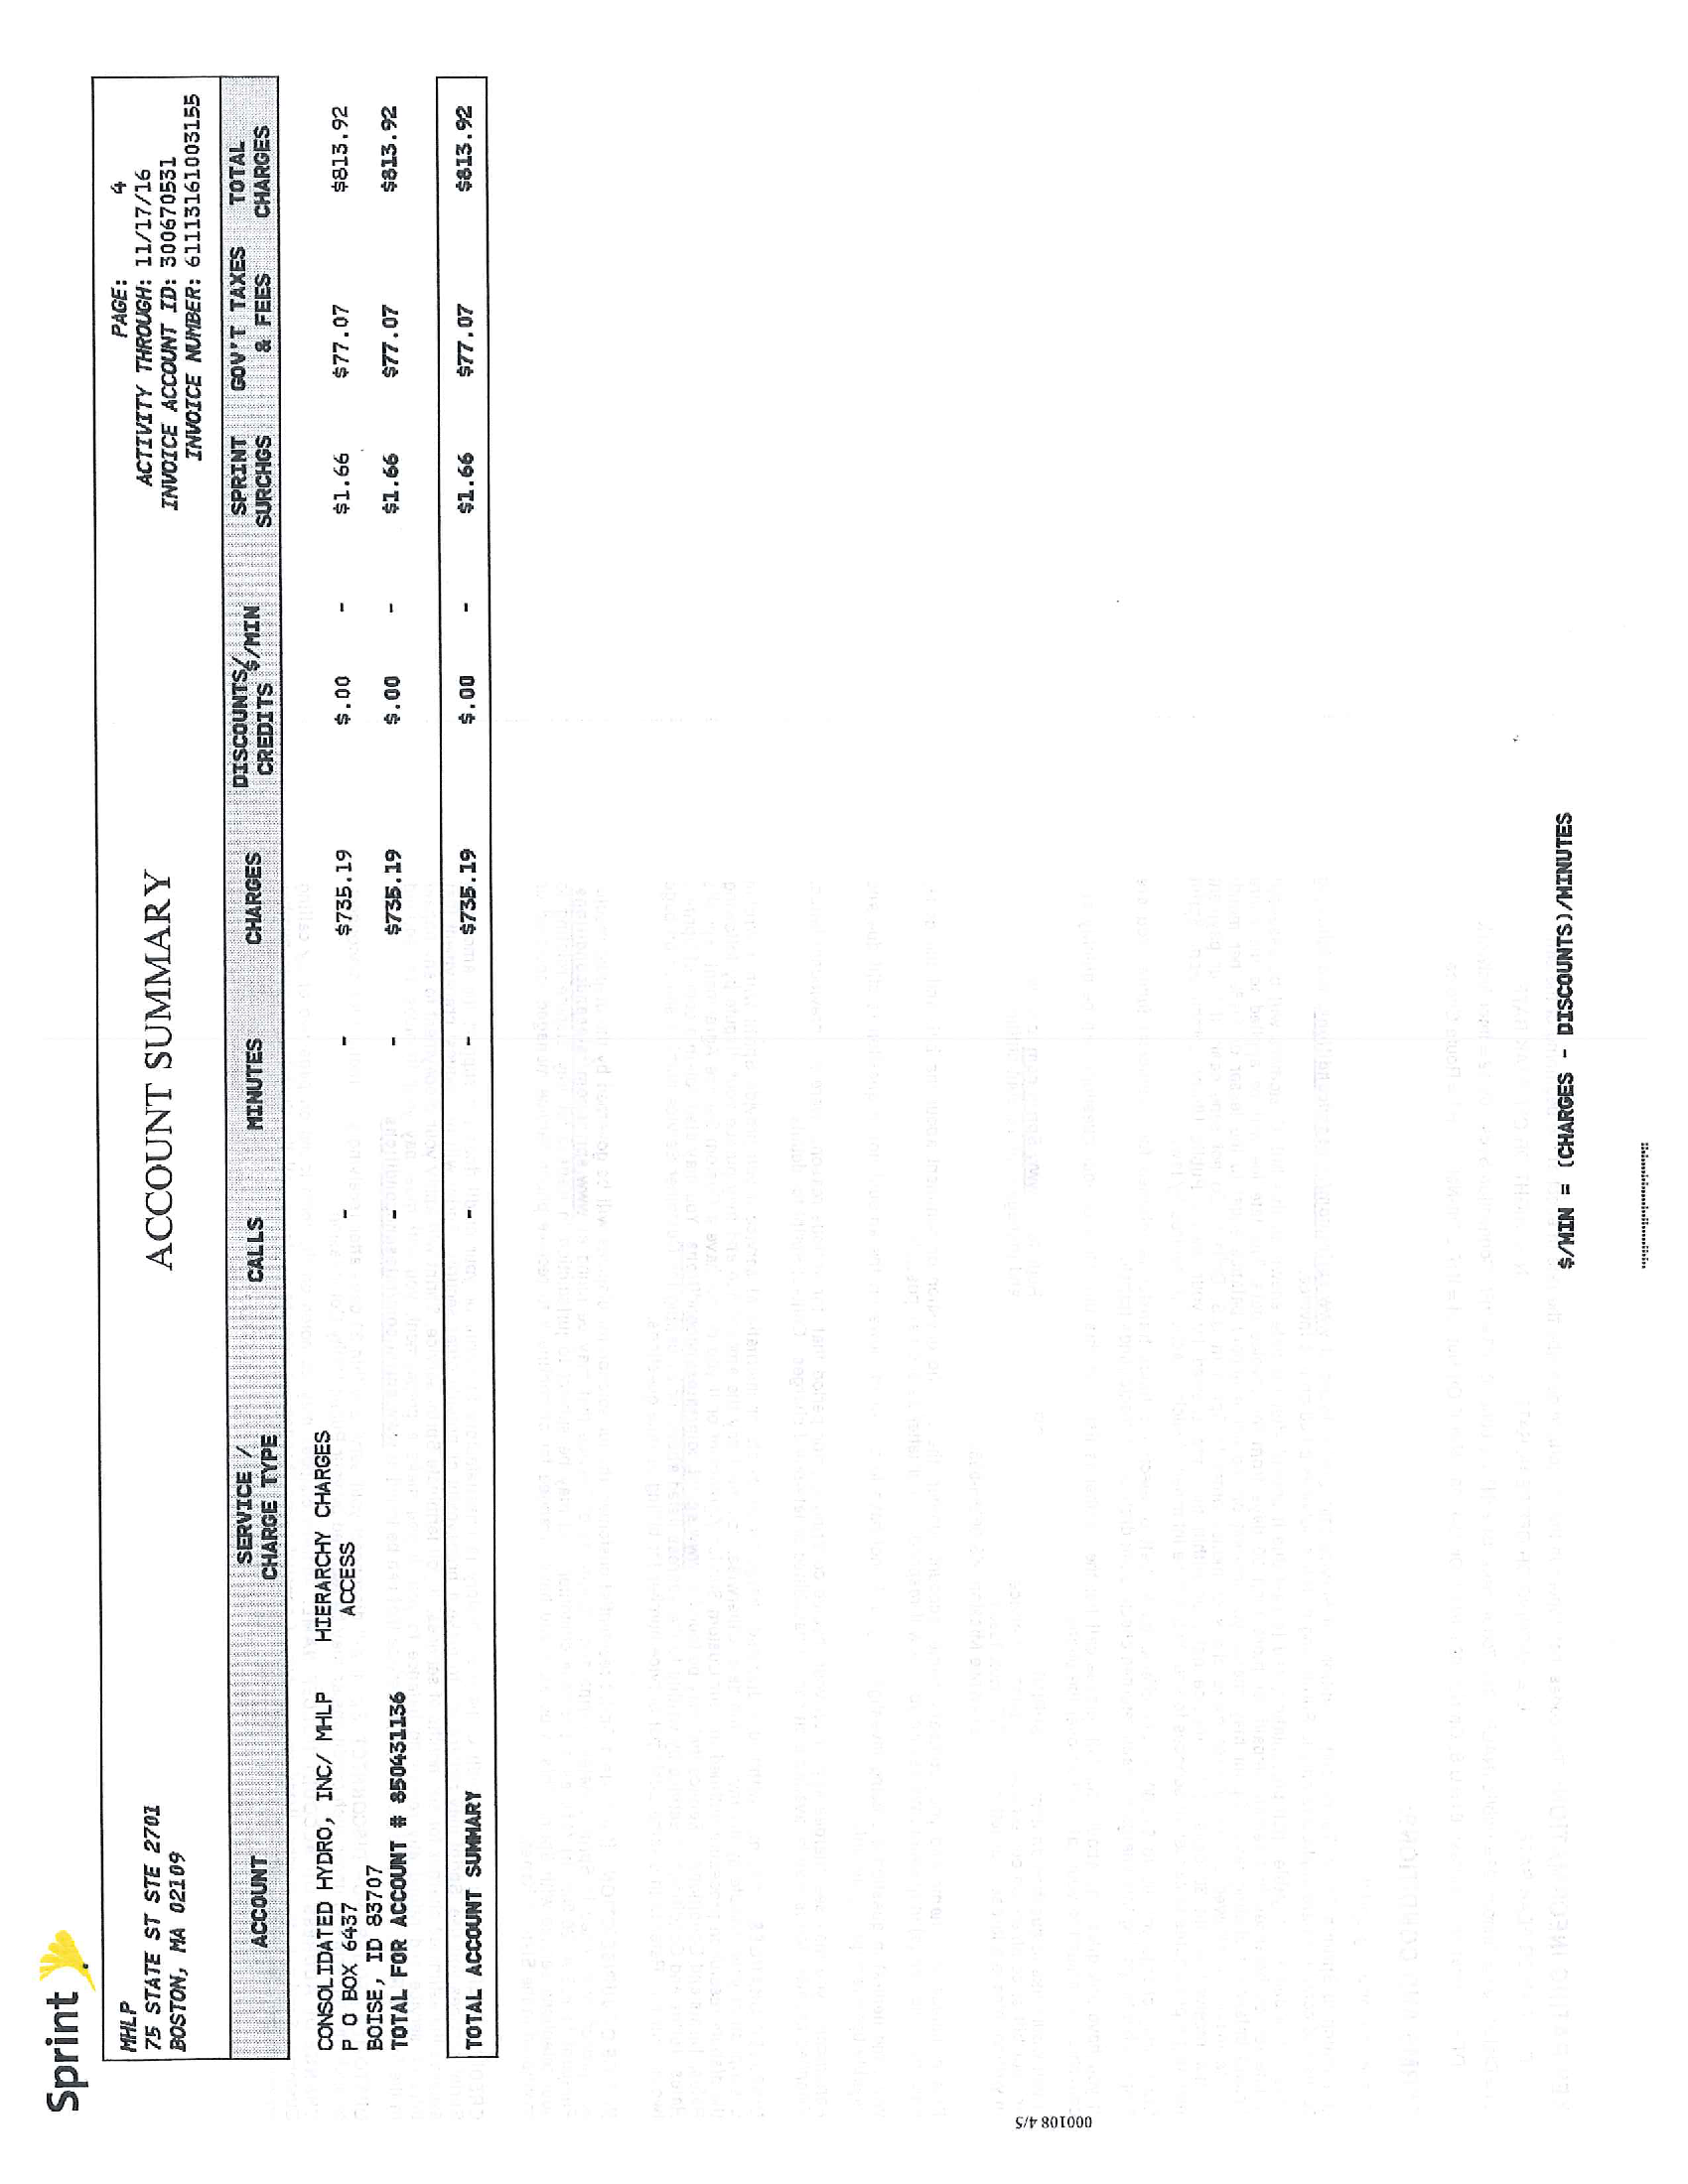 Sprint
MHLP
75 STATE ST STE 2701
BOSTON, MA 02109
ACCOUNT SUMMARY
PAGE: 4
ACTIVITY THROUGH: 11/17/16
INVOICE ACCOUNT ID: 300670531
INVOICE NUMBER: 61113161003155
ACCOUNT SERVICE / CHARGE TYPE CALLS MINUTES CHARGES DISCOUNTS/ CREDITS $/MIN SPRINT SURCHGS GOV'T TAXES & FEES TOTAL CHARGES
CONSOLIDATED HYDRO, INC/ MHLP HIERARCHY CHARGES
P O BOX 6437 ACCESS - - $735.19 $.00 - $1.66 $77.07 $813.92
BOISE, ID 83707
TOTAL FOR ACCOUNT # 850431136 - - $735.19 $.00 - $1.66 $77.07 $813.92
TOTAL ACCOUNT SUMMARY - - $735.19 $.00 - $1.66 $77.07 $813.92
$/MIN = (CHARGES - DISCOUNTS)/MINUTES
000108 4/5